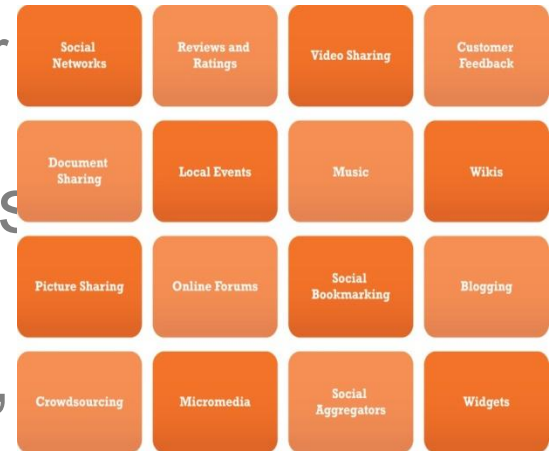 Social
Networks
Reviews and
Ratings
Video Sharing
Customer
Feedback
Document
Sharing
Local Events
Music
Wikis
Picture Sharing
Online Forums
Social
Bookmarking
Blogging
Crowdsourcing
Micromedia
Social
Aggregators
Widgets